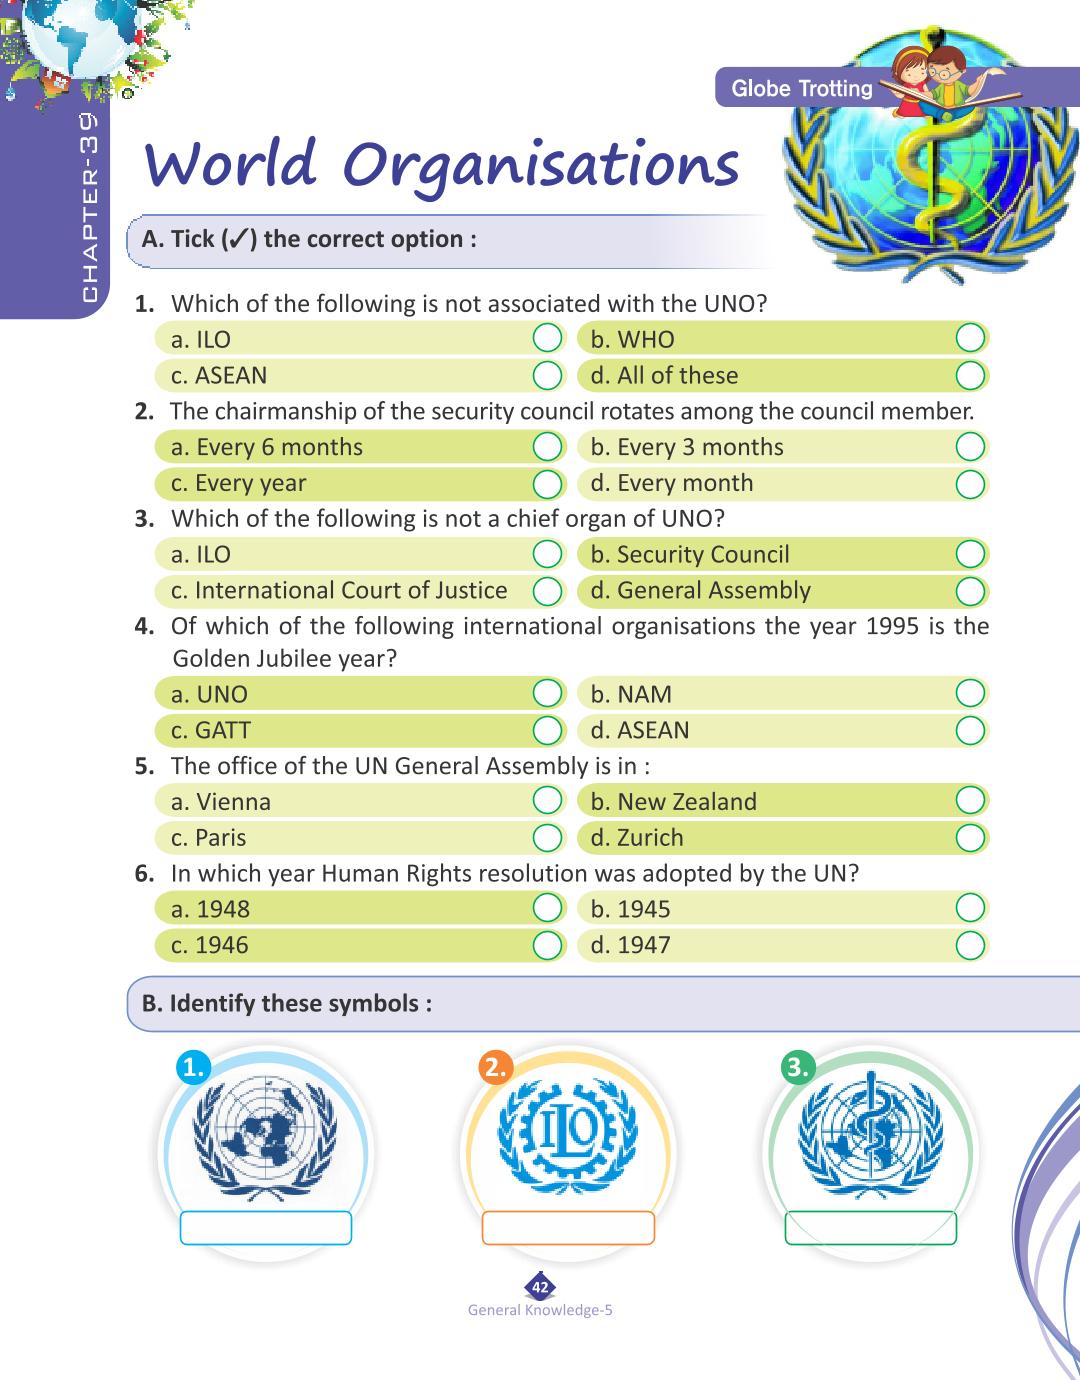 Globe Trotting
CHAPTER-39
World Organisations
A. Tick (✓) the correct option :
1. Which of the following is not associated with the UNO?
a. ILO
b. WHO
c. ASEAN
d. All of these
2. The chairmanship of the security council rotates among the council member.
a. Every 6 months
b. Every 3 months
c. Every year
d. Every month
3. Which of the following is not a chief organ of UNO?
a. ILO
b. Security Council
c. International Court of Justice
d. General Assembly
4. Of which of the following international organisations the year 1995 is the
Golden Jubilee year?
a. UNO
b. NAM
c. GATT
d. ASEAN
5. The office of the UN General Assembly is in :
a. Vienna
b. New Zealand
c. Paris
d. Zurich
6. In which year Human Rights resolution was adopted by the UN?
a. 1948
b. 1945
c. 1946
d. 1947
B. Identify these symbols :
1.
2.
3.
ILO
42
General Knowledge-5